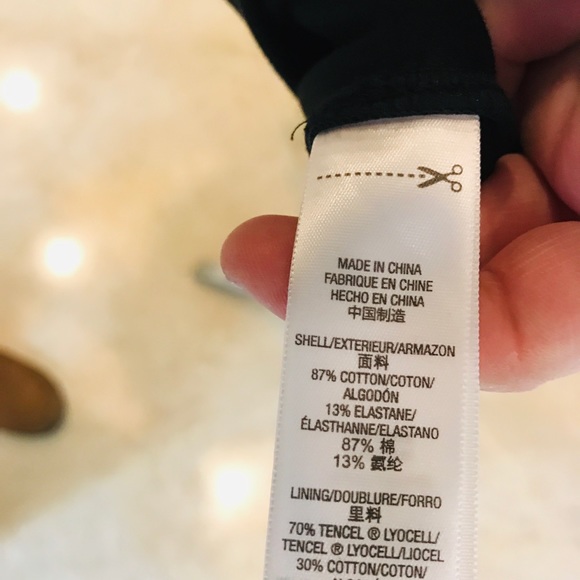 MADE IN CHINA
FABRIQUE EN CHINE
HECHO EN CHINA
中国制造
SHELL/EXTERIEUR/ARMAZON
面料
87% COTTON/COTON/
ALGODÓN
13% ELASTANE/
ÉLASTHANNE/ELASTANO
87% 棉
13% 氨纶
LINING/DOUBLURE/FORRO
里料
70% TENCEL ® LYOCELL/
TENCEL ® LYOCELL/LIOCEL
30% COTTON/COTON/